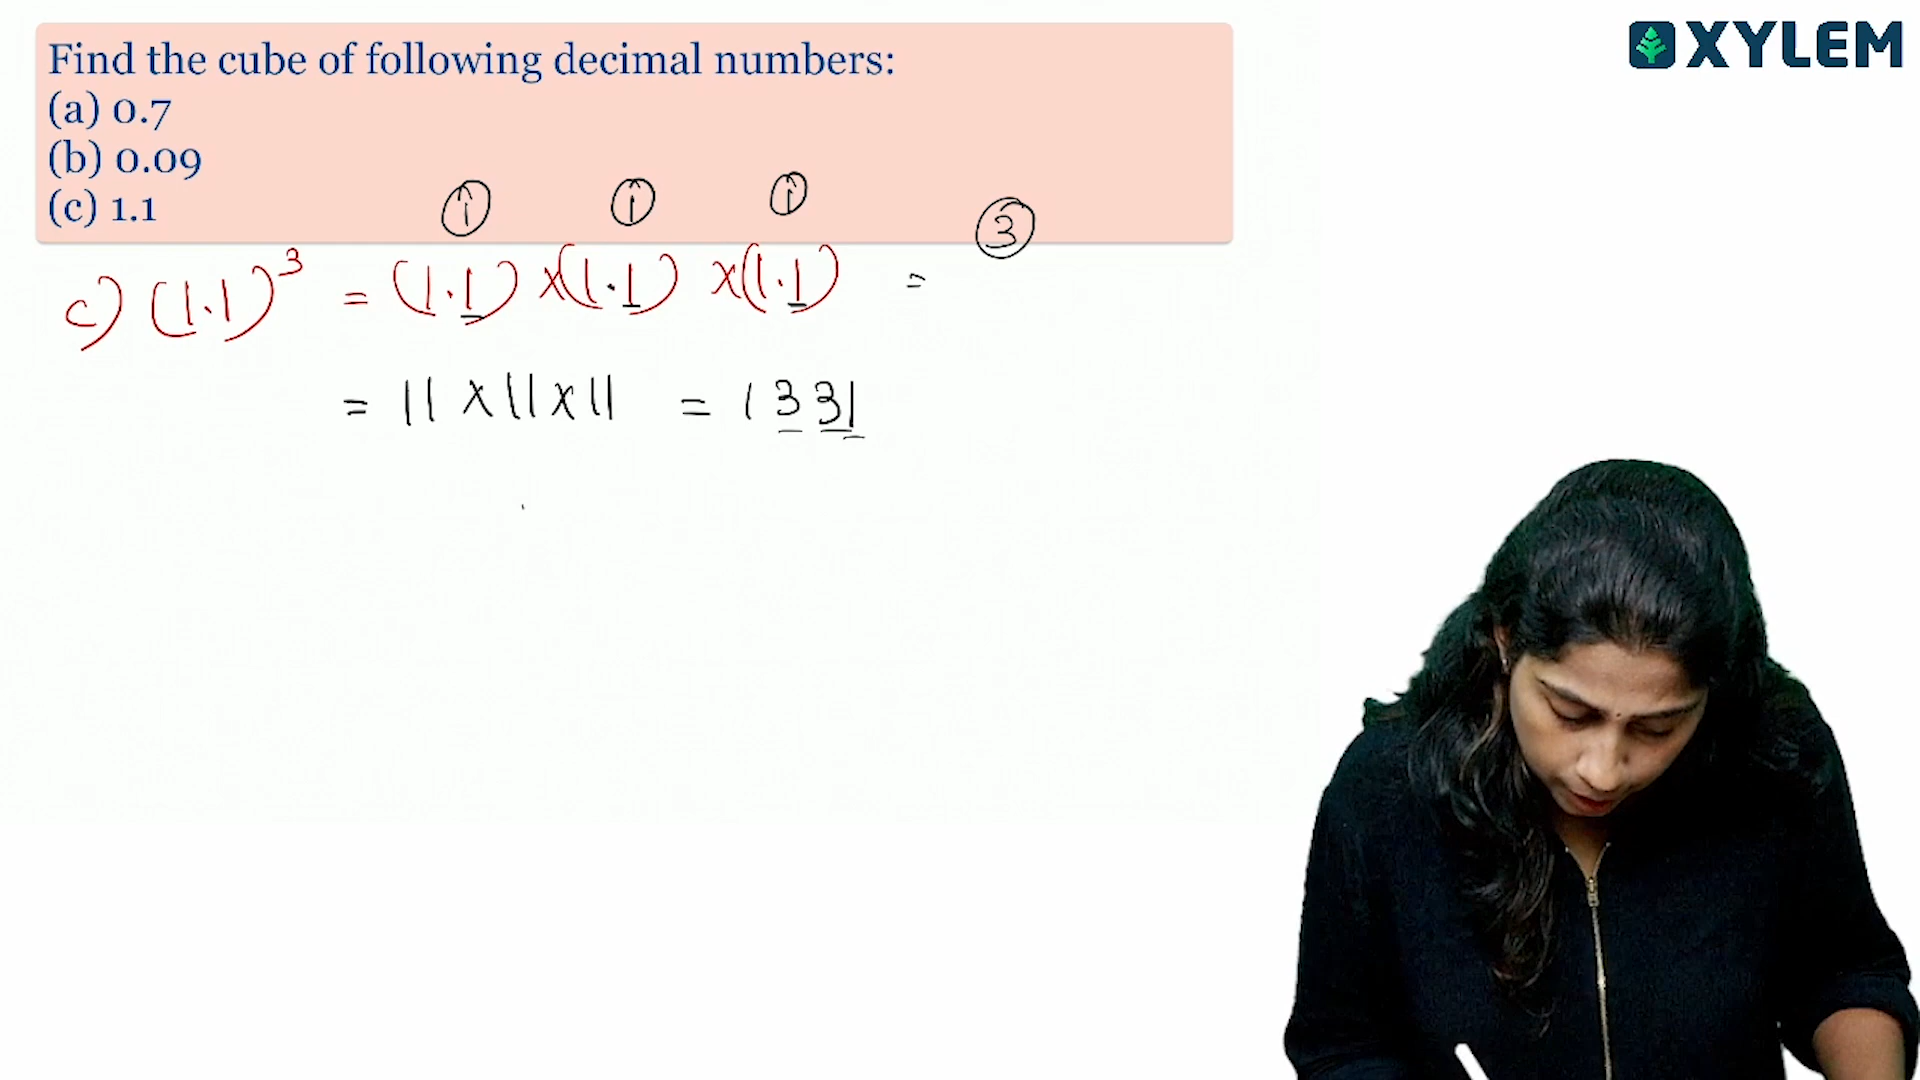 Find the cube of following decimal numbers:
(a) 0.7
(b) 0.09
(c) 1.1
XYLEM
1 1 1 3
c) (1.1)³ = (1.1) x (1.1) x (1.1) =
= 11 x 11 x 11 = 1331